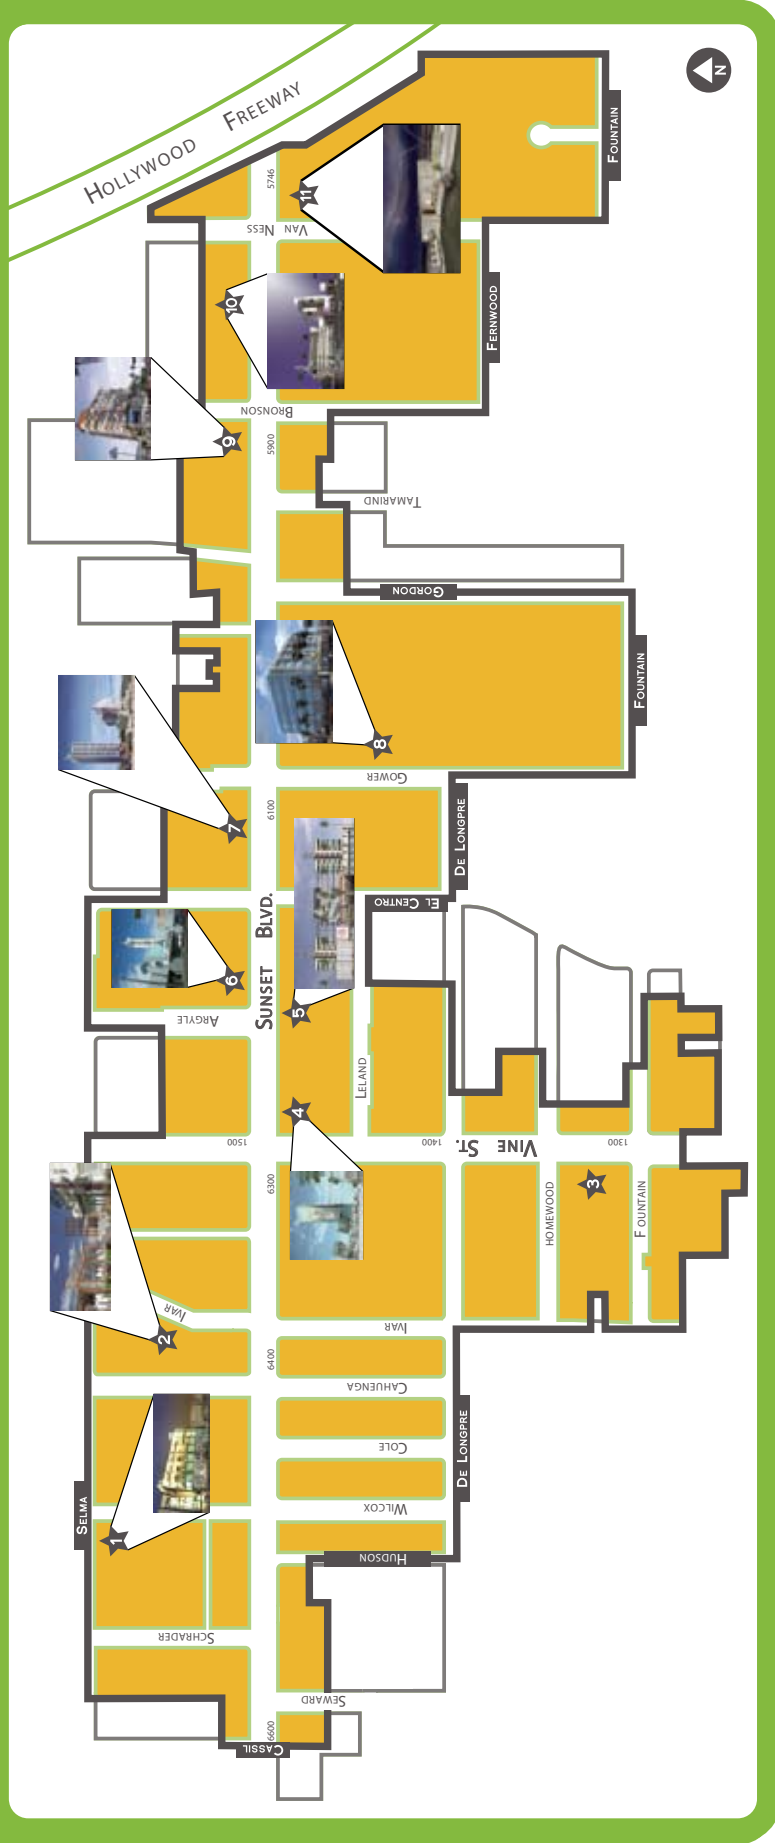 N
HOLLYWOOD FREEWAY
FOUNTAIN
5746
11
VAN NESS
10
FERNWOOD
BRONSON
9
5900
TAMARIND
GORDON
8
FOUNTAIN
GOWER
7
6100
DE LONGPRE
EL CENTRO
SUNSET BLVD.
6
ARGYLE
5
LELAND
4
1500
1400
VINE ST.
1300
6300
3
HOMEWOOD
FOUNTAIN
IVAR
2
IVAR
6400
CAHUENGA
COLE
DE LONGPRE
WILCOX
SELMA
1
HUDSON
SCHRADER
SEWARD
6600
CASSIL